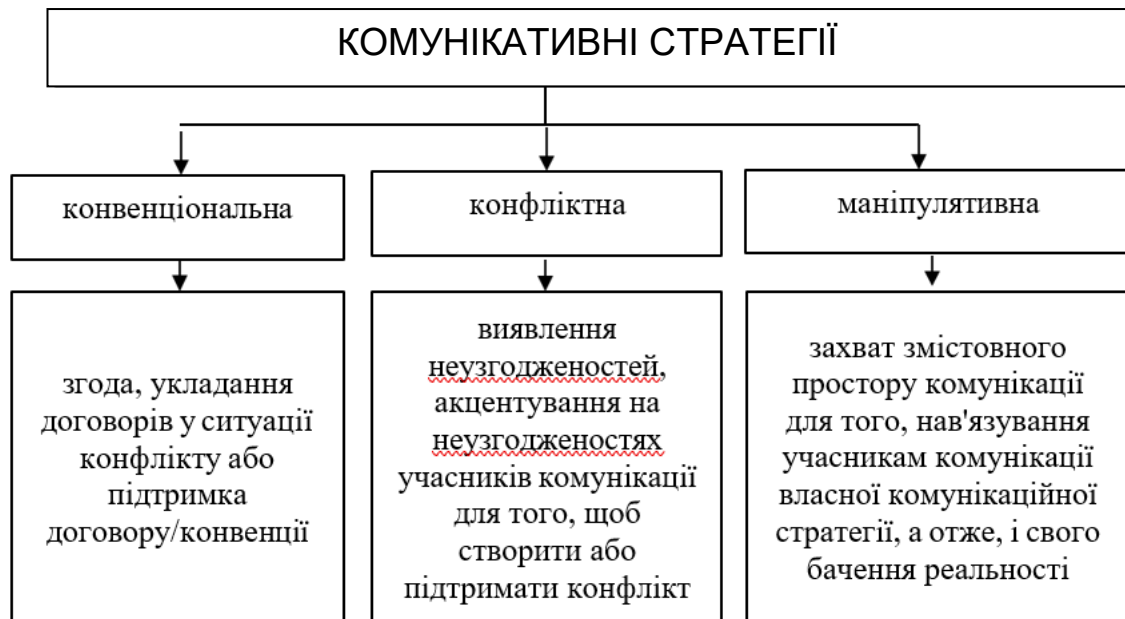 КОМУНІКАТИВНІ СТРАТЕГІЇ
конвенціональна
конфліктна
маніпулятивна
згода, укладання
договорів у ситуації
конфлікту або
підтримка
договору/конвенції
виявлення
неузгодженостей,
акцентування на
неузгодженостях
учасників комунікації
для того, щоб
створити або
підтримати конфлікт
захват змістовного
простору комунікації
для того, нав'язування
учасникам комунікації
власної комунікаційної
стратегії, а отже, і свого
бачення реальності